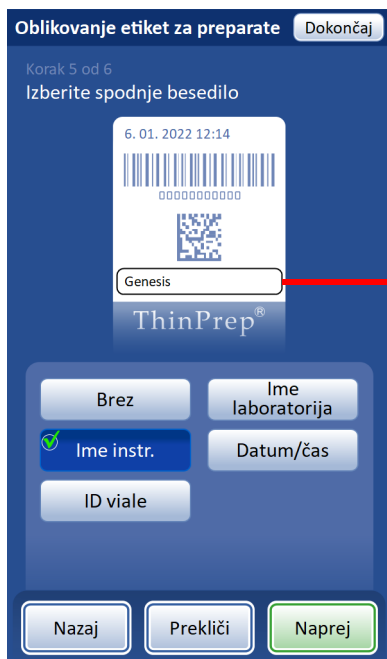 Oblikovanje etiket za preparate
Dokončaj
Korak 5 od 6
Izberite spodnje besedilo
6. 01. 2022 12:14
00000000000
Genesis
ThinPrep®
Brez
Ime
laboratorija
Ime instr.
Datum/čas
ID viale
Nazaj
Prekliči
Naprej